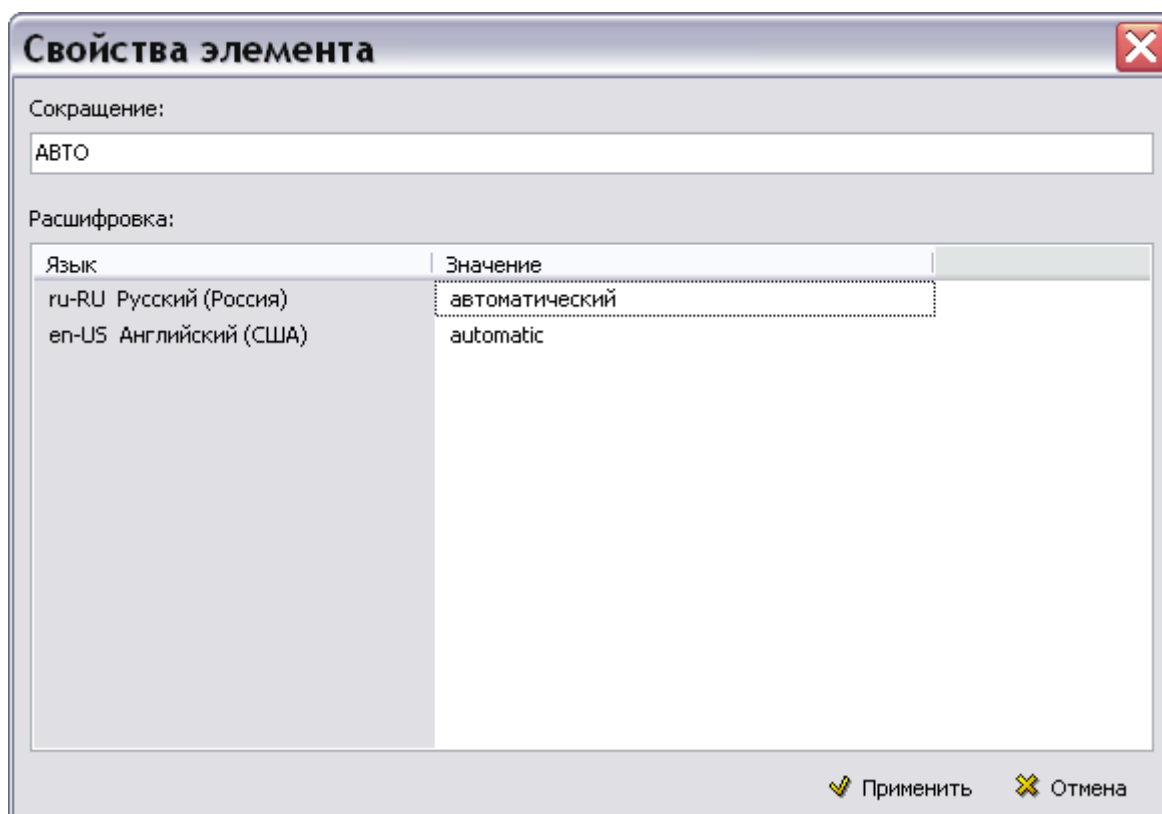 Свойства элемента
Сокращение:
АВТО
Расшифровка:
Язык Значение
ru-RU Русский (Россия) автоматический
en-US Английский (США) automatic
Применить Отмена